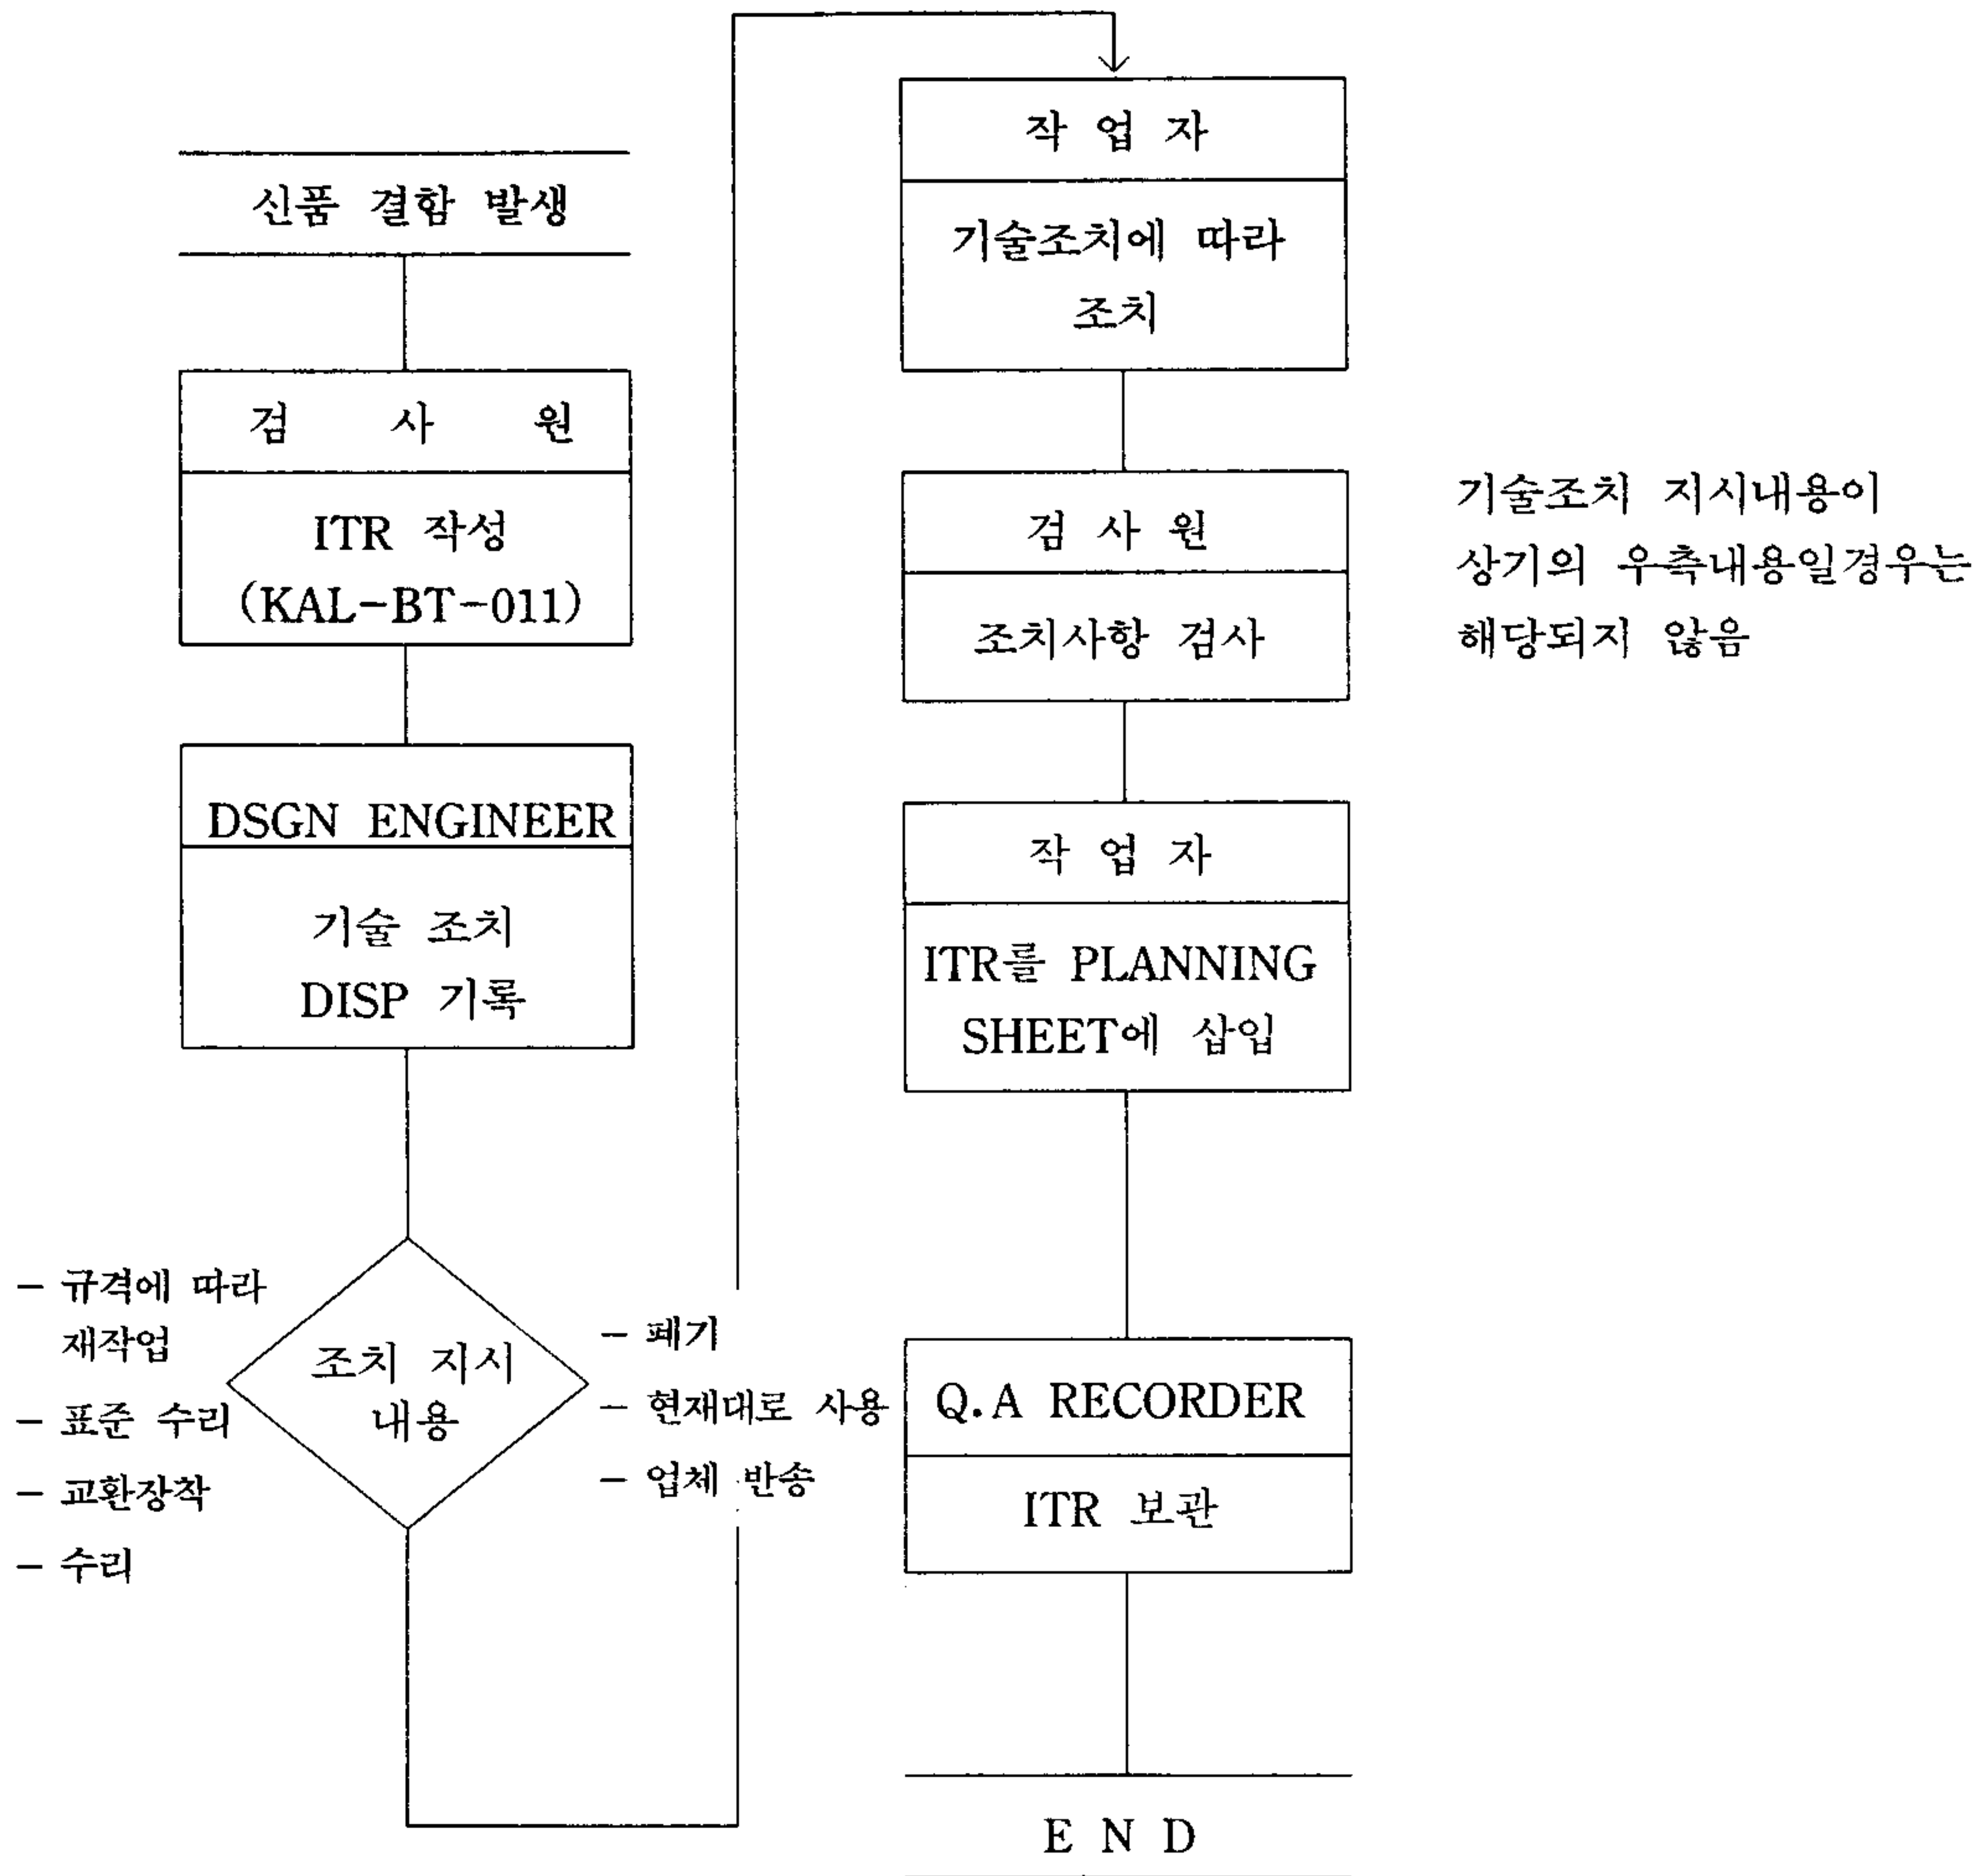 신품 결함 발생
검 사 원
ITR 작성
(KAL-BT-011)
DSGN ENGINEER
기술 조치
DISP 기록
조치 지시
내용
- 규격에 따라
재작업
- 표준 수리
- 교환장착
- 수리
- 폐기
- 현재대로 사용
- 업체 반송
작 업 자
기술조치에 따라
조치
검 사 원
조치사항 검사
기술조치 지시내용이
상기의 우측내용일경우는
해당되지 않음
작 업 자
ITR를 PLANNING
SHEET에 삽입
Q.A RECORDER
ITR 보관
E N D